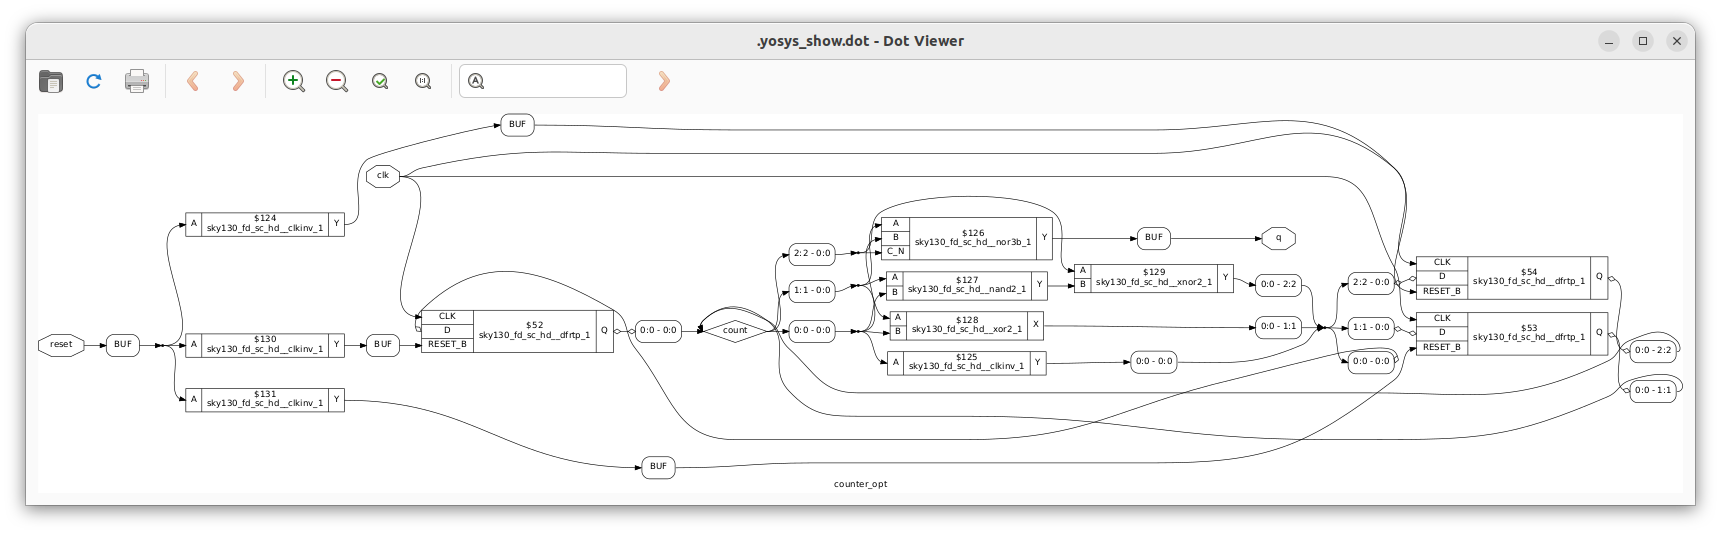 .yosys_show.dot - Dot Viewer
A
BUF
clk
A
$124
sky130_fd_sc_hd__clkinv_1
Y
reset
BUF
A
$130
sky130_fd_sc_hd__clkinv_1
Y
BUF
A
$131
sky130_fd_sc_hd__clkinv_1
Y
CLK
D
RESET_B
$52
sky130_fd_sc_hd__dfrtp_1
Q
0:0 - 0:0
count
2:2 - 0:0
1:1 - 0:0
0:0 - 0:0
A
B
C_N
$126
sky130_fd_sc_hd__nor3b_1
Y
A
B
$127
sky130_fd_sc_hd__nand2_1
Y
A
B
$128
sky130_fd_sc_hd__xor2_1
X
A
$125
sky130_fd_sc_hd__clkinv_1
Y
BUF
q
A
B
$129
sky130_fd_sc_hd__xnor2_1
Y
0:0 - 2:2
0:0 - 1:1
0:0 - 0:0
2:2 - 0:0
1:1 - 0:0
0:0 - 0:0
CLK
D
RESET_B
$54
sky130_fd_sc_hd__dfrtp_1
Q
CLK
D
RESET_B
$53
sky130_fd_sc_hd__dfrtp_1
Q
0:0 - 2:2
0:0 - 1:1
BUF
counter_opt